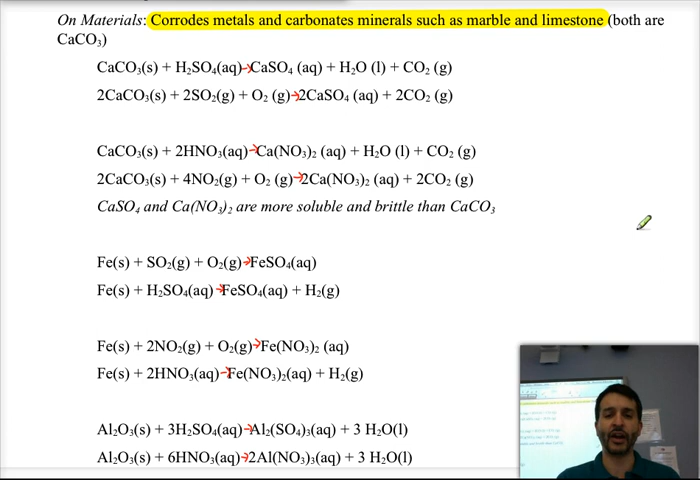 On Materials: Corrodes metals and carbonates minerals such as marble and limestone (both are
CaCO₃)
CaCO₃(s) + H₂SO₄(aq)→CaSO₄ (aq) + H₂O (l) + CO₂ (g)
2CaCO₃(s) + 2SO₂(g) + O₂ (g)→2CaSO₄ (aq) + 2CO₂ (g)
CaCO₃(s) + 2HNO₃(aq)→Ca(NO₃)₂ (aq) + H₂O (l) + CO₂ (g)
2CaCO₃(s) + 4NO₂(g) + O₂ (g)→2Ca(NO₃)₂ (aq) + 2CO₂ (g)
CaSO₄ and Ca(NO₃)₂ are more soluble and brittle than CaCO₃
Fe(s) + SO₂(g) + O₂(g)→FeSO₄(aq)
Fe(s) + H₂SO₄(aq)→FeSO₄(aq) + H₂(g)
Fe(s) + 2NO₂(g) + O₂(g)→Fe(NO₃)₂ (aq)
Fe(s) + 2HNO₃(aq)→Fe(NO₃)₂(aq) + H₂(g)
Al₂O₃(s) + 3H₂SO₄(aq)→Al₂(SO₄)₃(aq) + 3 H₂O(l)
Al₂O₃(s) + 6HNO₃(aq)→2Al(NO₃)₃(aq) + 3 H₂O(l)